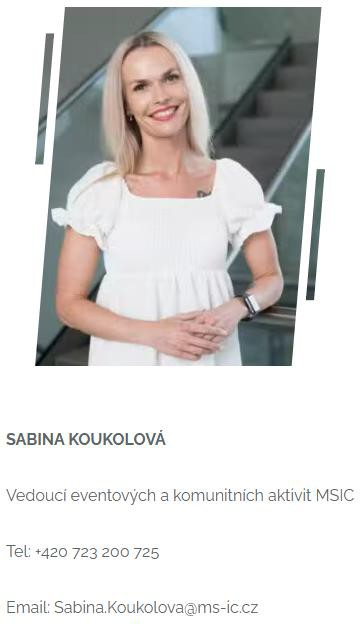 SABINA KOUKOLOVÁ
Vedoucí eventových a komunitních aktivit MSIC
Tel: +420 723 200 725
Email: Sabina.Koukolova@ms-ic.cz